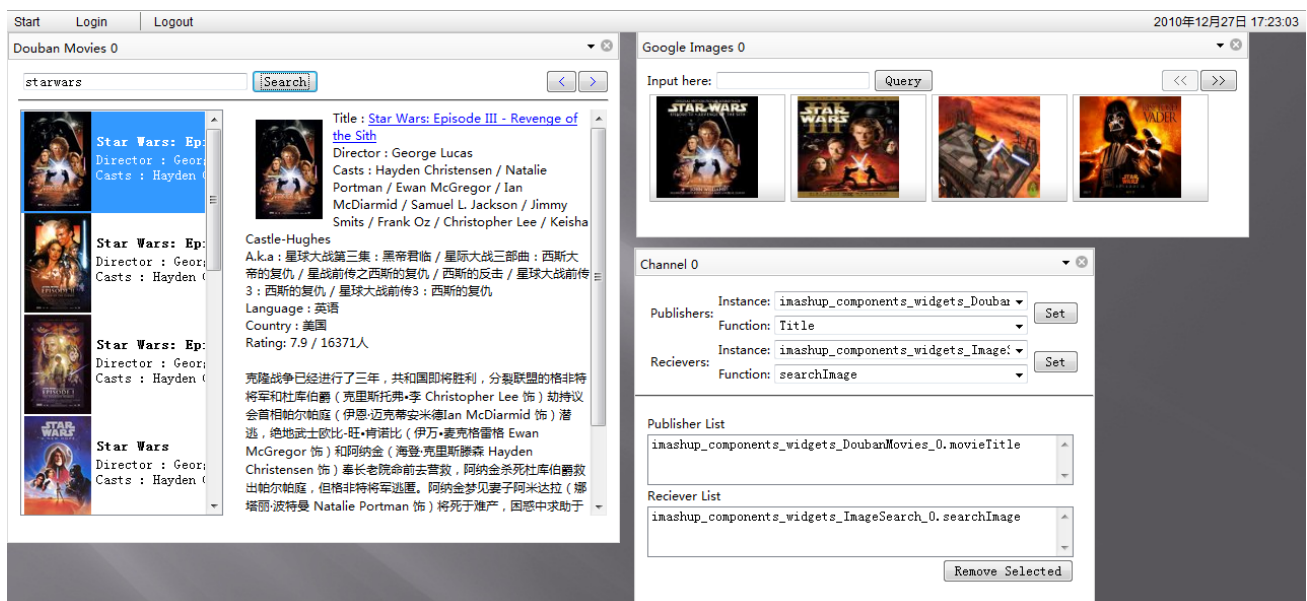 Start Login Logout 2010年12月27日 17:23:03
Douban Movies 0
starwars Search < >
Star Wars: Ep
Director : Geor
Casts : Hayden
Star Wars: Ep
Director : Geor
Casts : Hayden
Star Wars: Ep
Director : Geor
Casts : Hayden
Star Wars
Director : Geor
Casts : Hayden
Title : Star Wars: Episode III - Revenge of
the Sith
Director : George Lucas
Casts : Hayden Christensen / Natalie
Portman / Ewan McGregor / Ian
McDiarmid / Samuel L. Jackson / Jimmy
Smits / Frank Oz / Christopher Lee / Keisha
Castle-Hughes
A.k.a : 星球大战第三集：黑帝君临 / 星际大战三部曲：西斯大
帝的复仇 / 星战前传之西斯的复仇 / 西斯的反击 / 星球大战前传
3：西斯的复仇 / 星球大战前传3：西斯的复仇
Language : 英语
Country : 美国
Rating: 7.9 / 16371人
克隆战争已经进行了三年，共和国即将胜利，分裂联盟的格非特
将军和杜库伯爵（克里斯托弗•李 Christopher Lee 饰）劫持议
会首相帕尔帕庭（伊恩·迈克蒂安米德Ian McDiarmid 饰）潜
逃，绝地武士欧比-旺•肯诺比（伊万•麦克格雷格 Ewan
McGregor 饰）和阿纳金（海登·克里斯滕森 Hayden
Christensen 饰）奉长老院命前去营救，阿纳金杀死杜库伯爵救
出帕尔帕庭，但格非特将军逃匿。阿纳金梦见妻子阿米达拉（娜
塔丽·波特曼 Natalie Portman 饰）将死于难产，困惑中求助于
Google Images 0
Input here: Query << >>
STAR WARS
STAR WARS
III
VADER
Channel 0
Publishers:
Instance: imashup_components_widgets_Douba
Function: Title
Set
Recievers:
Instance: imashup_components_widgets_Image
Function: searchImage
Set
Publisher List
imashup_components_widgets_DoubanMovies_0.movieTitle
Reciever List
imashup_components_widgets_ImageSearch_0.searchImage
Remove Selected